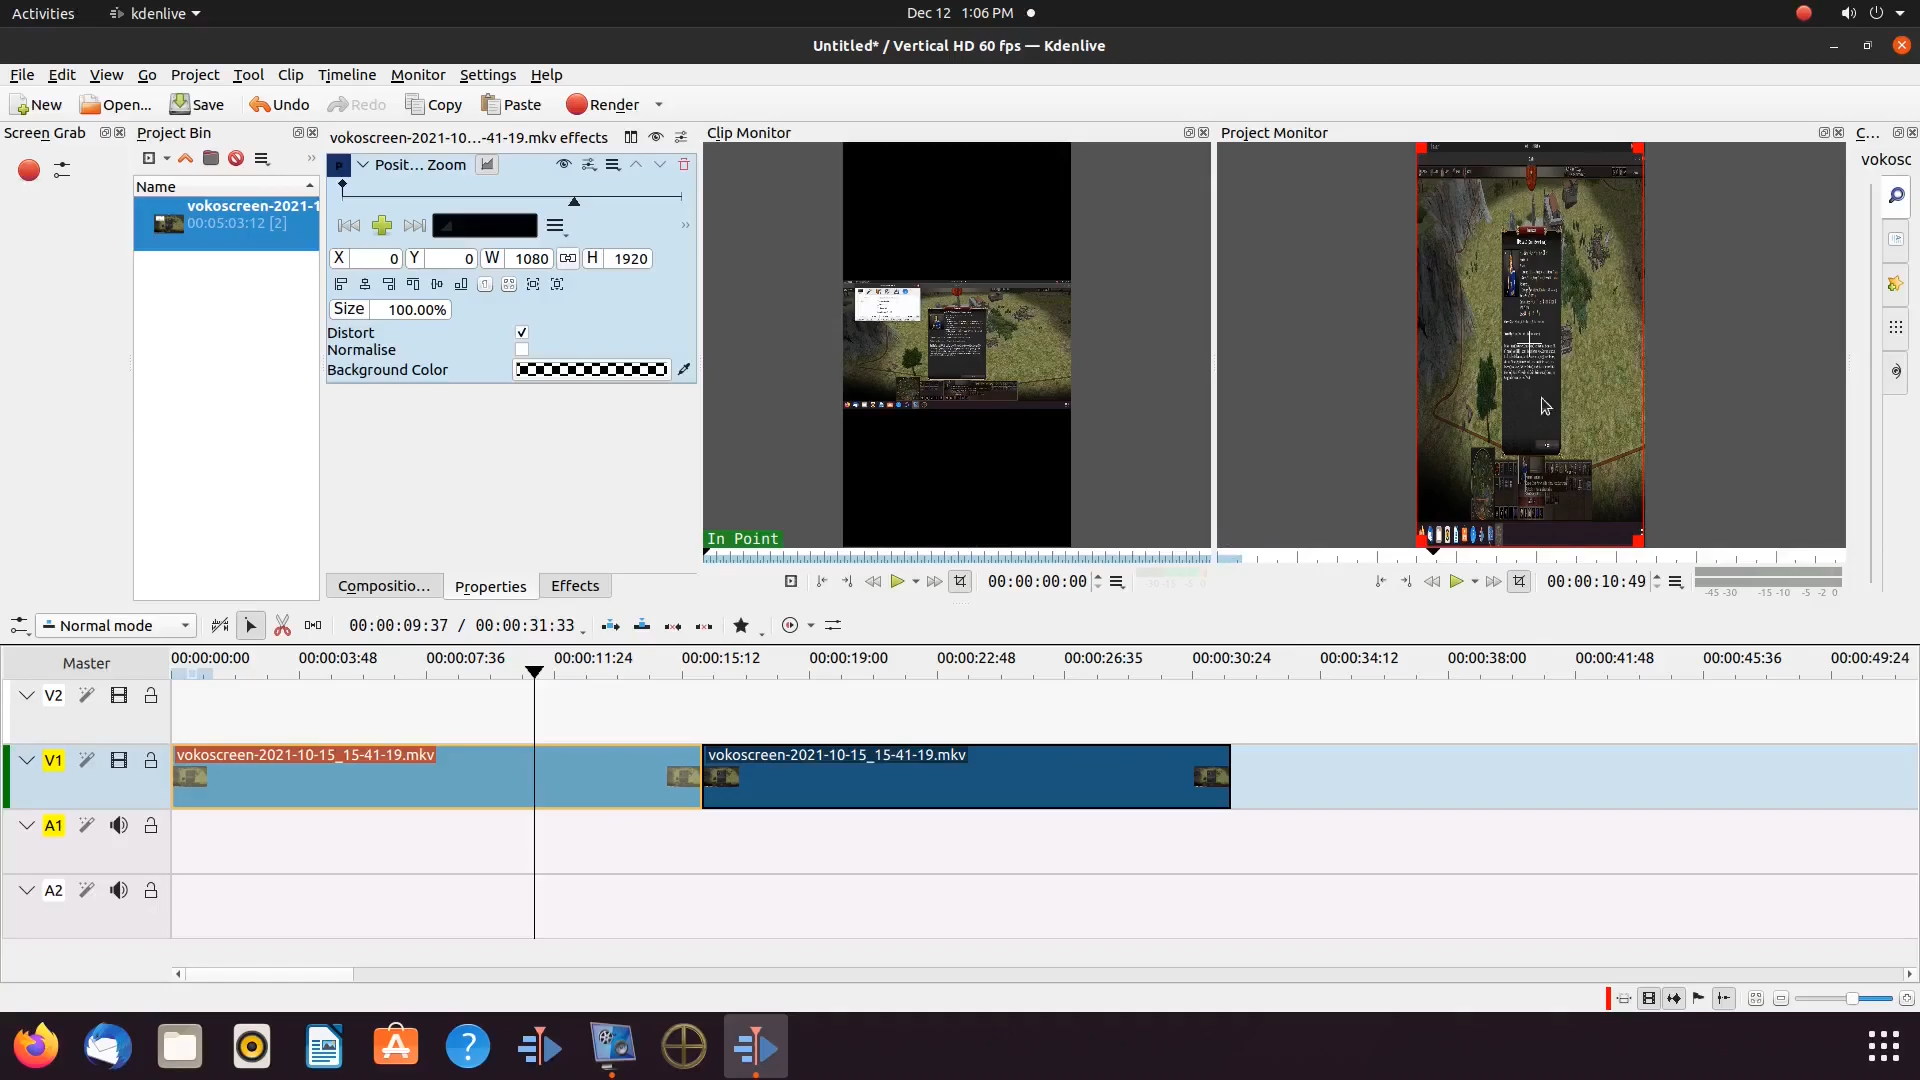 Activities kdenlive Dec 12 1:06 PM
Untitled* / Vertical HD 60 fps — Kdenlive
File Edit View Go Project Tool Clip Timeline Monitor Settings Help
New Open... Save Undo Redo Copy Paste Render
Screen Grab Project Bin vokoscreen-2021-10...-41-19.mkv effects Clip Monitor Project Monitor C...
vokosc
Posit... Zoom
Name
vokoscreen-2021-1
00:05:03:12 [2]
X 0 Y 0 W 1080 H 1920
Size 100.00%
Distort
Normalise
Background Color
In Point
Compositio... Properties Effects
00:00:00:00 00:00:10:49
-45 -30 -15 -10 -5 -2 0
Normal mode 00:00:09:37 / 00:00:31:33
Master 00:00:00:00 00:00:03:48 00:00:07:36 00:00:11:24 00:00:15:12 00:00:19:00 00:00:22:48 00:00:26:35 00:00:30:24 00:00:34:12 00:00:38:00 00:00:41:48 00:00:45:36 00:00:49:24
V2
V1 vokoscreen-2021-10-15_15-41-19.mkv vokoscreen-2021-10-15_15-41-19.mkv
A1
A2